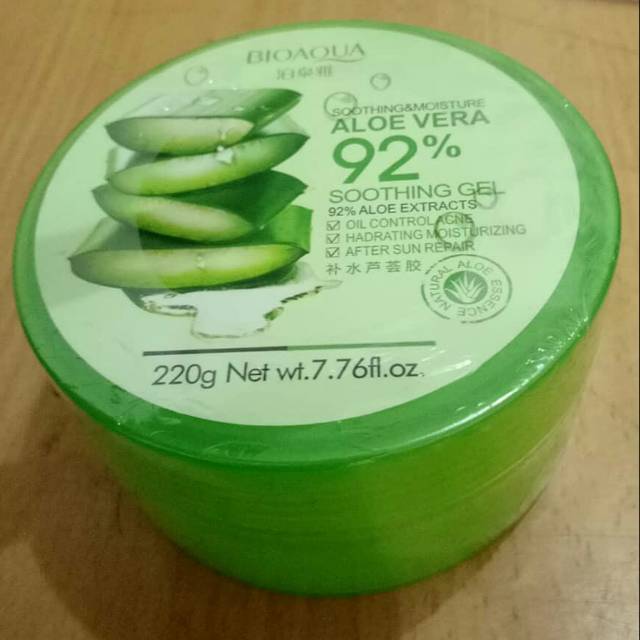 BIOAQUA
泊泉雅
SOOTHING&MOISTURE
ALOE VERA
92%
SOOTHING GEL
92% ALOE EXTRACTS
OIL CONTROL ACNE
HADRATING MOISTURIZING
AFTER SUN REPAIR
补水芦荟胶
NATURAL ALOE ESSENCE
220g Net wt.7.76fl.oz.